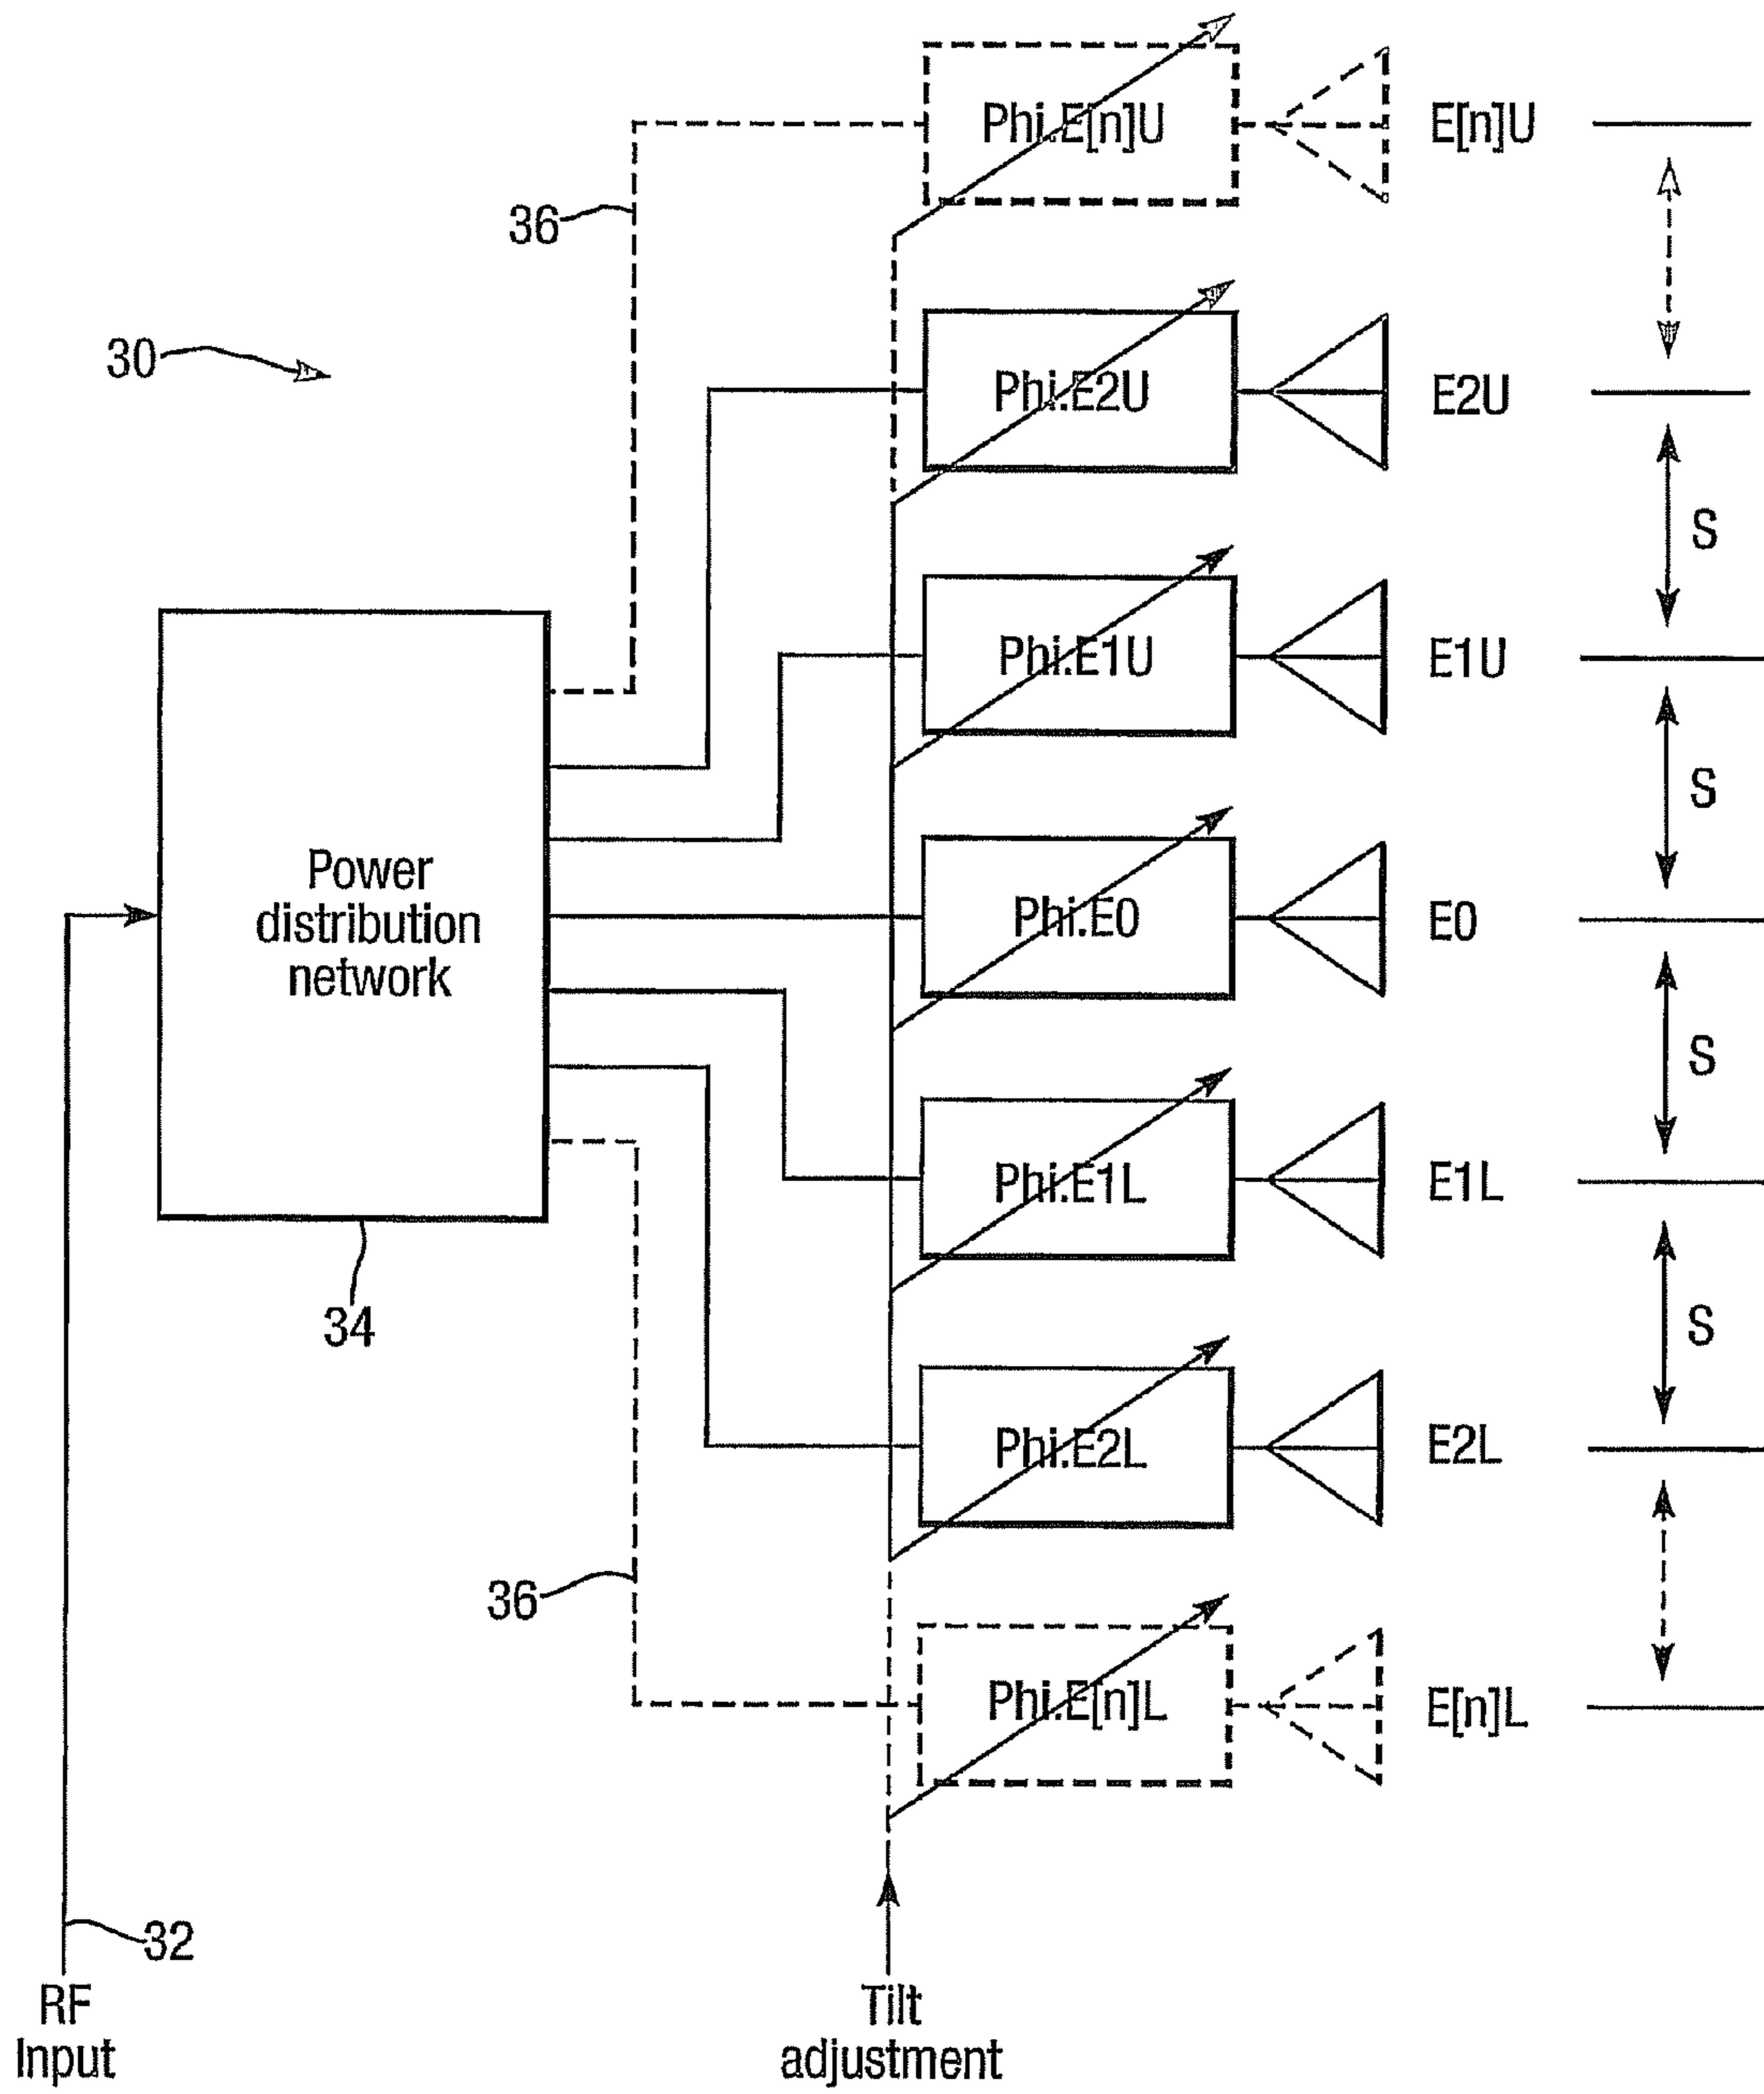 Phi.E[n]U
E[n]U
36
30
Phi.E2U
E2U
S
Phi.E1U
E1U
S
Power
distribution
network
Phi.E0
E0
S
Phi.E1L
E1L
34
S
Phi.E2L
E2L
36
Phi.E[n]L
E[n]L
32
RF
Input
Tilt
adjustment